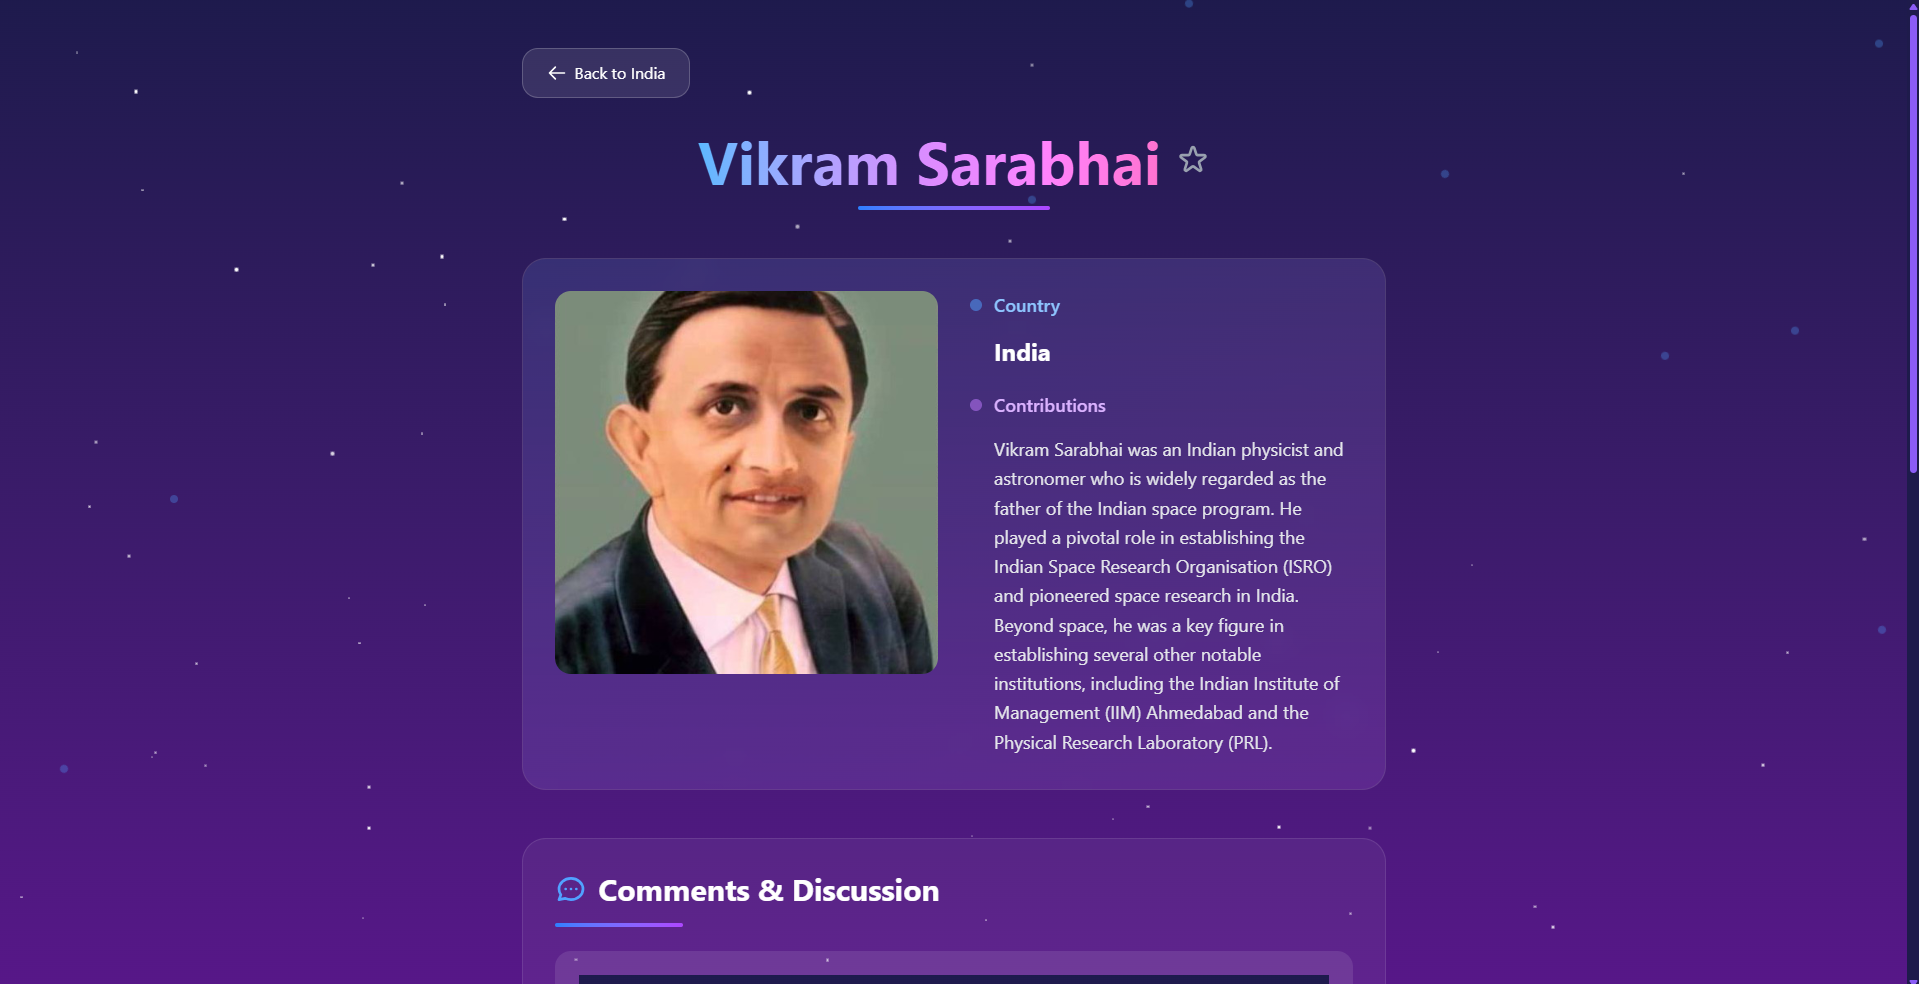 Back to India
Vikram Sarabhai
Country
India
Contributions
Vikram Sarabhai was an Indian physicist and
astronomer who is widely regarded as the
father of the Indian space program. He
played a pivotal role in establishing the
Indian Space Research Organisation (ISRO)
and pioneered space research in India.
Beyond space, he was a key figure in
establishing several other notable
institutions, including the Indian Institute of
Management (IIM) Ahmedabad and the
Physical Research Laboratory (PRL).
Comments & Discussion